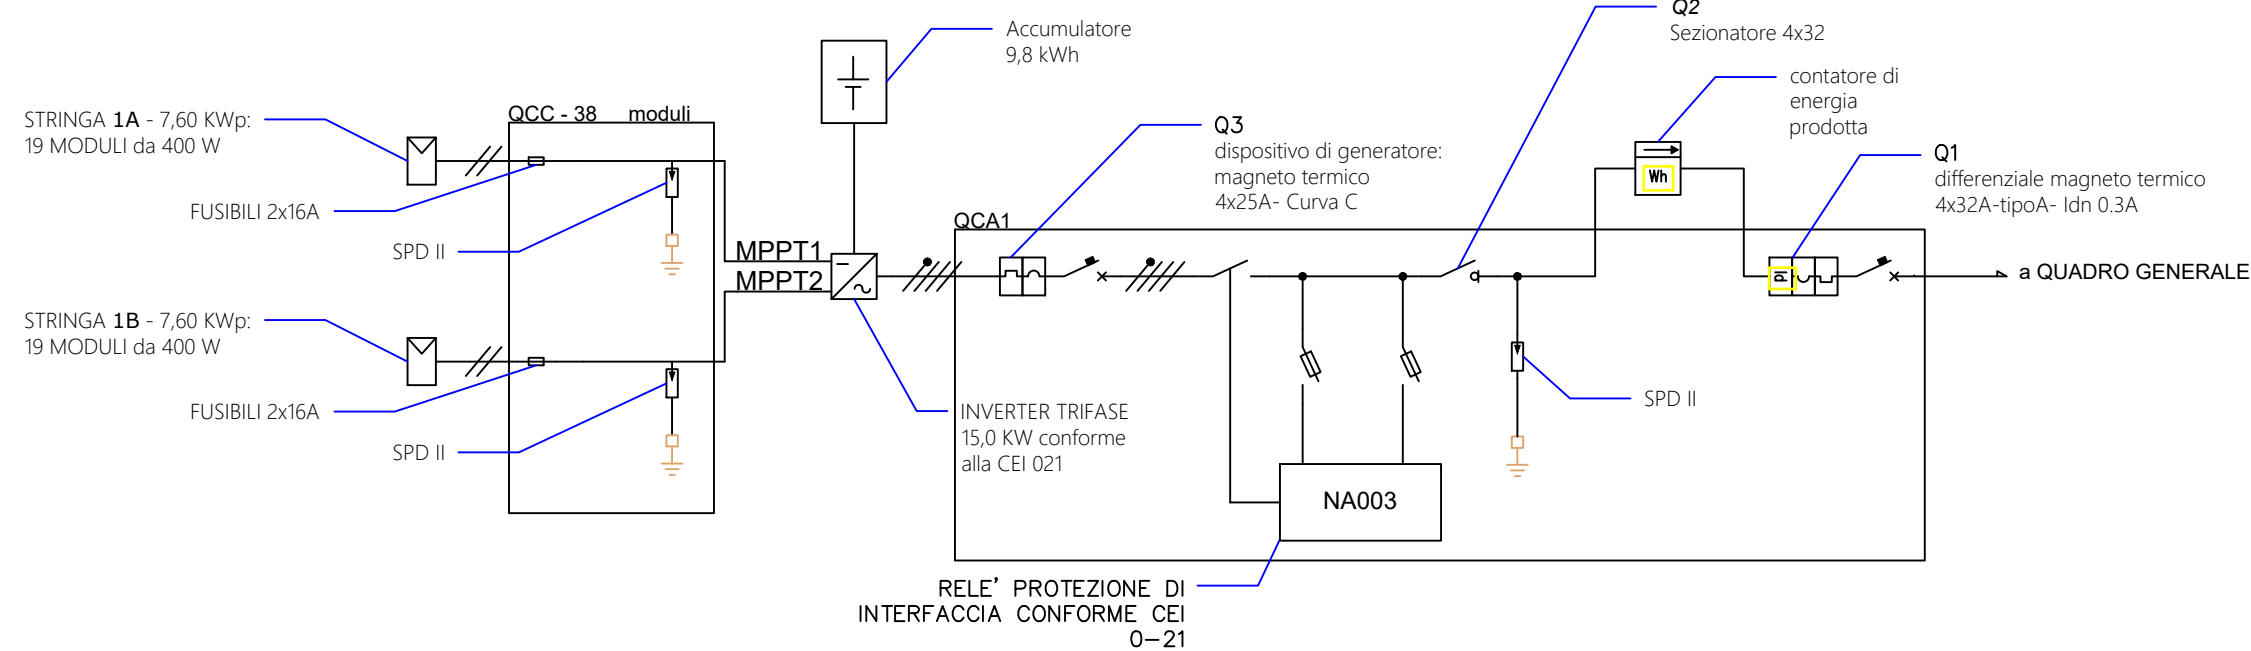 Q2
Sezionatore 4x32
Accumulatore
9,8 kWh
contatore di
energia
prodotta
STRINGA 1A - 7,60 KWp:
19 MODULI da 400 W
QCC - 38 moduli
Q3
dispositivo di generatore:
magneto termico
4x25A- Curva C
Q1
differenziale magneto termico
4x32A-tipoA- Idn 0.3A
Wh
FUSIBILI 2x16A
SPD II
QCA1
MPPT1
MPPT2
Id
a QUADRO GENERALE
STRINGA 1B - 7,60 KWp:
19 MODULI da 400 W
FUSIBILI 2x16A
SPD II
INVERTER TRIFASE
15,0 KW conforme
alla CEI 021
SPD II
NA003
RELE' PROTEZIONE DI
INTERFACCIA CONFORME CEI
0-21